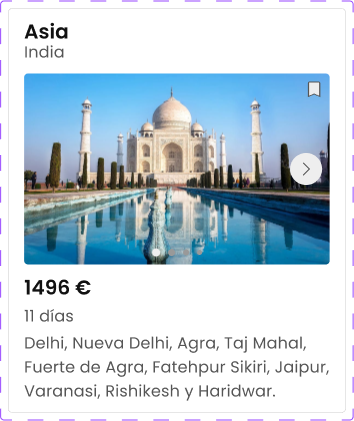 Asia
India
1496 €
11 días
Delhi, Nueva Delhi, Agra, Taj Mahal,
Fuerte de Agra, Fatehpur Sikiri, Jaipur,
Varanasi, Rishikesh y Haridwar.